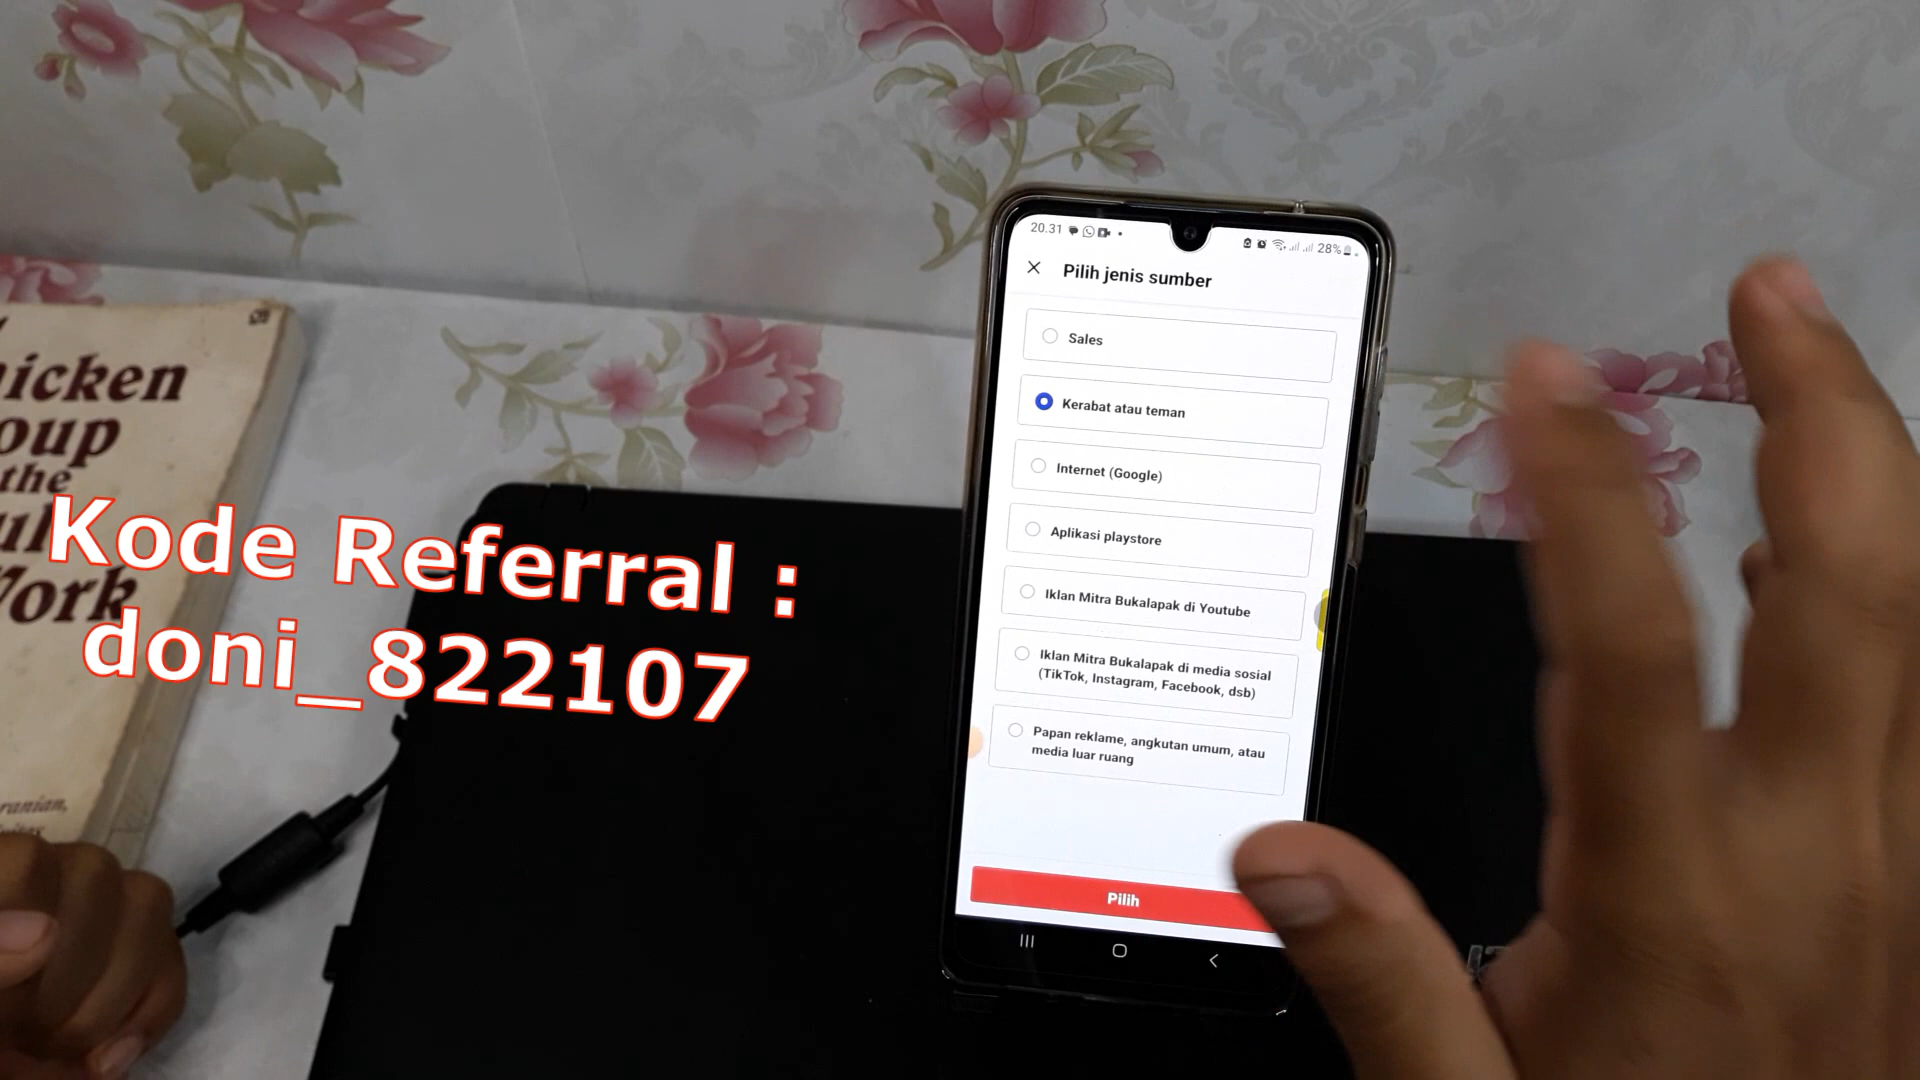 20.31
28%
Pilih jenis sumber
Sales
Kerabat atau teman
Internet (Google)
Aplikasi playstore
Iklan Mitra Bukalapak di Youtube
Iklan Mitra Bukalapak di media sosial
(TikTok, Instagram, Facebook, dsb)
Papan reklame, angkutan umum, atau
media luar ruang
Pilih
Kode Referral :
doni_822107
hicken
oup
the
Work